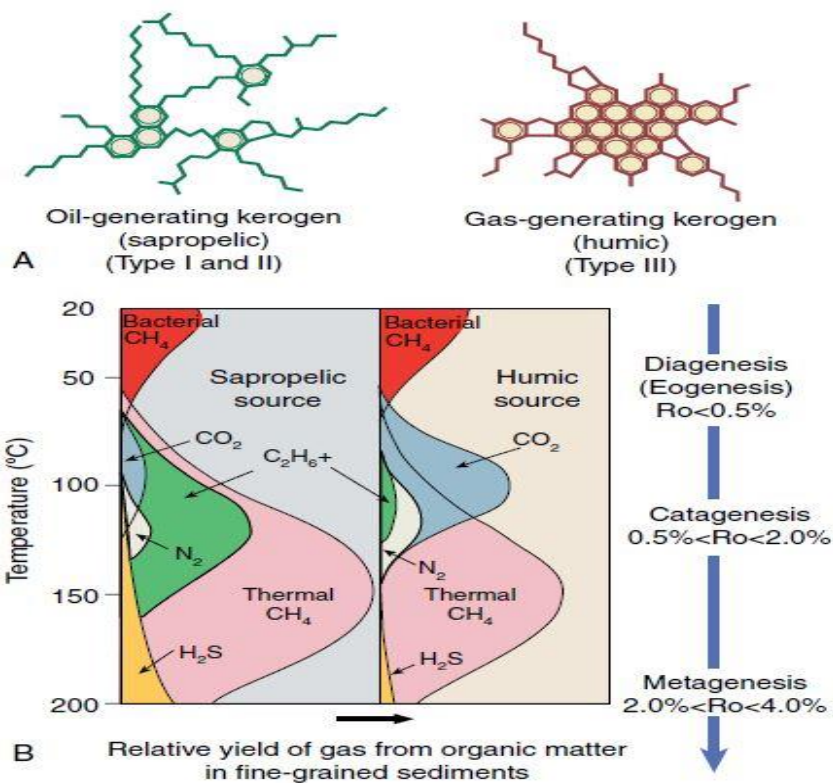 Oil-generating kerogen
(sapropelic)
(Type I and II)
Gas-generating kerogen
(humic)
(Type III)
A
20
50
100
150
200
Temperature (ºC)
Bacterial
CH₄
Sapropelic
source
CO₂
C₂H₆+
N₂
Thermal
CH₄
H₂S
Bacterial
CH₄
Humic
source
CO₂
N₂
Thermal
CH₄
H₂S
Diagenesis
(Eogenesis)
Ro<0.5%
Catagenesis
0.5%<Ro<2.0%
Metagenesis
2.0%<Ro<4.0%
B
Relative yield of gas from organic matter
in fine-grained sediments